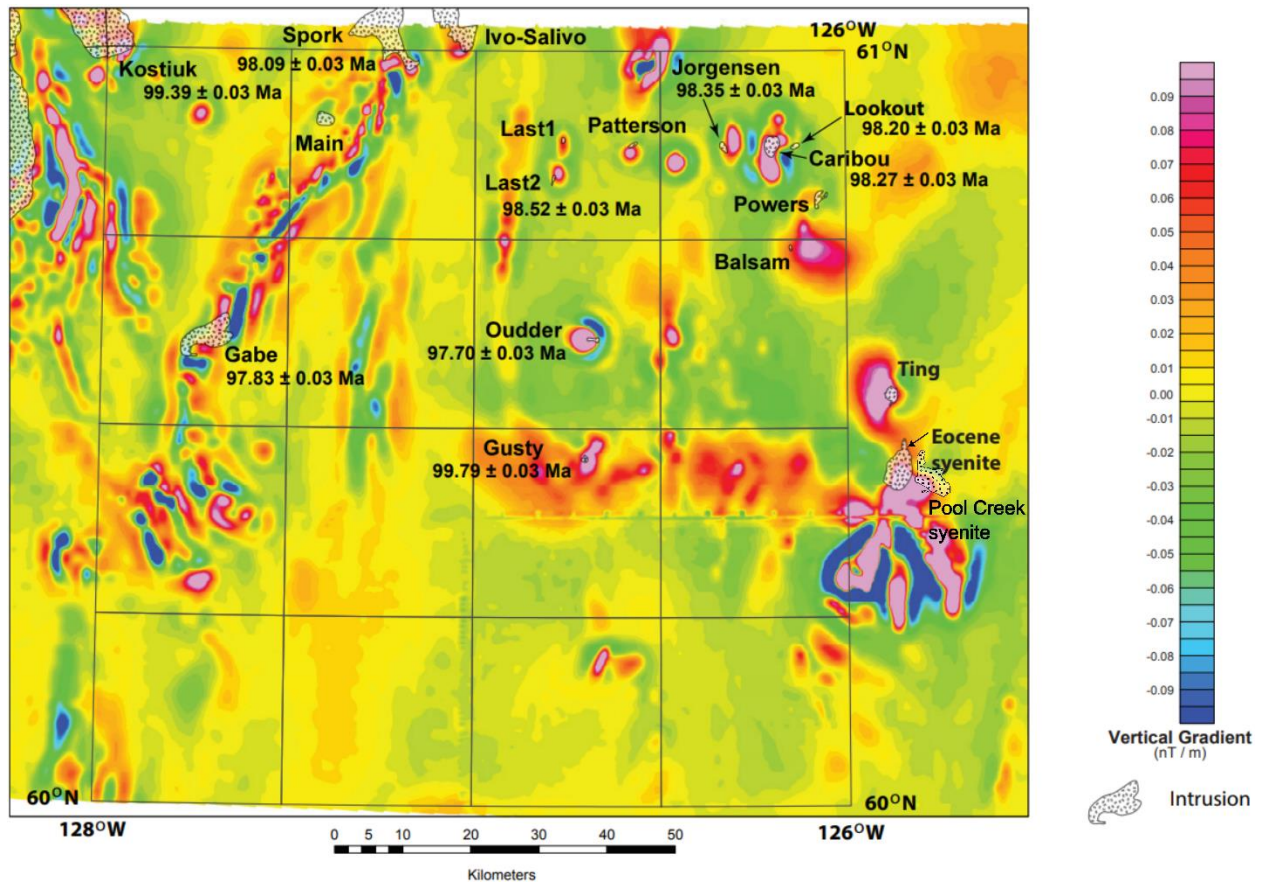 Spork
98.09 ± 0.03 Ma
Ivo-Salivo
126OW
61ON
Kostiuk
99.39 ± 0.03 Ma
Jorgensen
98.35 ± 0.03 Ma
Lookout
98.20 ± 0.03 Ma
Main
Last1
Patterson
Caribou
98.27 ± 0.03 Ma
Last2
98.52 ± 0.03 Ma
Powers
Balsam
Oudder
97.70 ± 0.03 Ma
Gabe
97.83 ± 0.03 Ma
Ting
Gusty
99.79 ± 0.03 Ma
Eocene
syenite
Pool Creek
syenite
60ON
60ON
128OW
126OW
0 5 10 20 30 40 50
Kilometers
0.09
0.08
0.07
0.06
0.05
0.04
0.03
0.02
0.01
0.00
-0.01
-0.02
-0.03
-0.04
-0.05
-0.06
-0.07
-0.08
-0.09
Vertical Gradient
(nT / m)
Intrusion